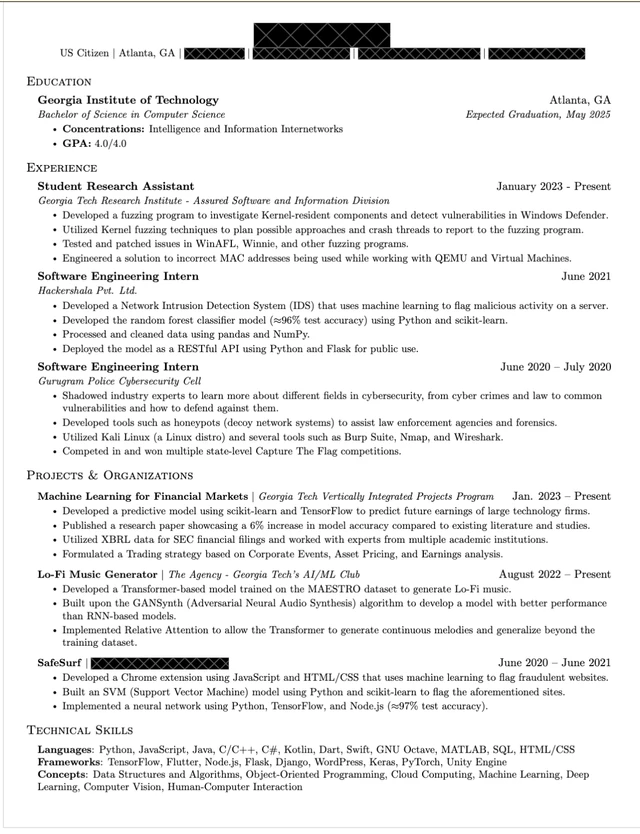 US Citizen | Atlanta, GA | | | |
EDUCATION
Georgia Institute of Technology Atlanta, GA
Bachelor of Science in Computer Science Expected Graduation, May 2025
• Concentrations: Intelligence and Information Internetworks
• GPA: 4.0/4.0
EXPERIENCE
Student Research Assistant January 2023 - Present
Georgia Tech Research Institute - Assured Software and Information Division
• Developed a fuzzing program to investigate Kernel-resident components and detect vulnerabilities in Windows Defender.
• Utilized Kernel fuzzing techniques to plan possible approaches and crash threads to report to the fuzzing program.
• Tested and patched issues in WinAFL, Winnie, and other fuzzing programs.
• Engineered a solution to incorrect MAC addresses being used while working with QEMU and Virtual Machines.
Software Engineering Intern June 2021
Hackershala Pvt. Ltd.
• Developed a Network Intrusion Detection System (IDS) that uses machine learning to flag malicious activity on a server.
• Developed the random forest classifier model (≈96% test accuracy) using Python and scikit-learn.
• Processed and cleaned data using pandas and NumPy.
• Deployed the model as a RESTful API using Python and Flask for public use.
Software Engineering Intern June 2020 – July 2020
Gurugram Police Cybersecurity Cell
• Shadowed industry experts to learn more about different fields in cybersecurity, from cyber crimes and law to common
vulnerabilities and how to defend against them.
• Developed tools such as honeypots (decoy network systems) to assist law enforcement agencies and forensics.
• Utilized Kali Linux (a Linux distro) and several tools such as Burp Suite, Nmap, and Wireshark.
• Competed in and won multiple state-level Capture The Flag competitions.
PROJECTS & ORGANIZATIONS
Machine Learning for Financial Markets | Georgia Tech Vertically Integrated Projects Program Jan. 2023 – Present
• Developed a predictive model using scikit-learn and TensorFlow to predict future earnings of large technology firms.
• Published a research paper showcasing a 6% increase in model accuracy compared to existing literature and studies.
• Utilized XBRL data for SEC financial filings and worked with experts from multiple academic institutions.
• Formulated a Trading strategy based on Corporate Events, Asset Pricing, and Earnings analysis.
Lo-Fi Music Generator | The Agency - Georgia Tech's AI/ML Club August 2022 – Present
• Developed a Transformer-based model trained on the MAESTRO dataset to generate Lo-Fi music.
• Built upon the GANSynth (Adversarial Neural Audio Synthesis) algorithm to develop a model with better performance
than RNN-based models.
• Implemented Relative Attention to allow the Transformer to generate continuous melodies and generalize beyond the
training dataset.
SafeSurf | June 2020 – June 2021
• Developed a Chrome extension using JavaScript and HTML/CSS that uses machine learning to flag fraudulent websites.
• Built an SVM (Support Vector Machine) model using Python and scikit-learn to flag the aforementioned sites.
• Implemented a neural network using Python, TensorFlow, and Node.js (≈97% test accuracy).
TECHNICAL SKILLS
Languages: Python, JavaScript, Java, C/C++, C#, Kotlin, Dart, Swift, GNU Octave, MATLAB, SQL, HTML/CSS
Frameworks: TensorFlow, Flutter, Node.js, Flask, Django, WordPress, Keras, PyTorch, Unity Engine
Concepts: Data Structures and Algorithms, Object-Oriented Programming, Cloud Computing, Machine Learning, Deep
Learning, Computer Vision, Human-Computer Interaction